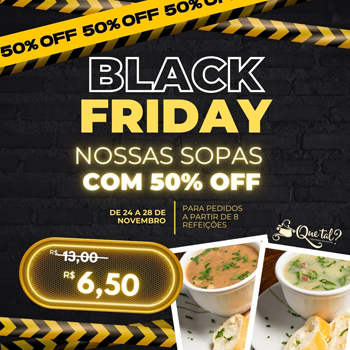 50% OFF 50% OFF 50% OFF
BLACK
FRIDAY
NOSSAS SOPAS
COM 50% OFF
DE 24 A 28 DE
NOVEMBRO
PARA PEDIDOS
A PARTIR DE 8
REFEIÇÕES
Que tal?
R$ 13,00
R$ 6,50